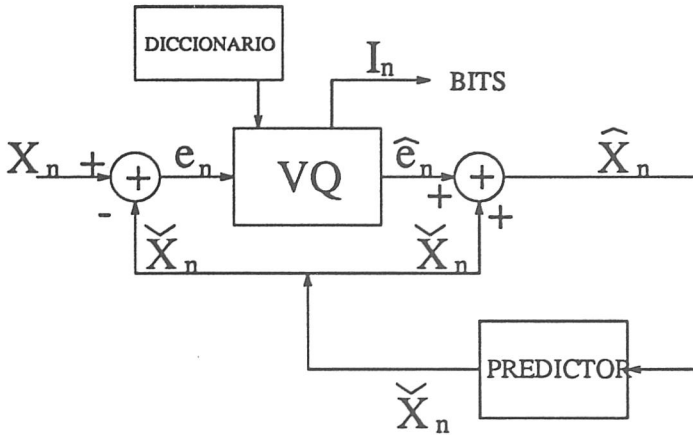 DICCIONARIO
I_n
BITS
X_n + + e_n VQ ê_n + + X̂_n
- +
X̌_n X̌_n
PREDICTOR
X̌_n